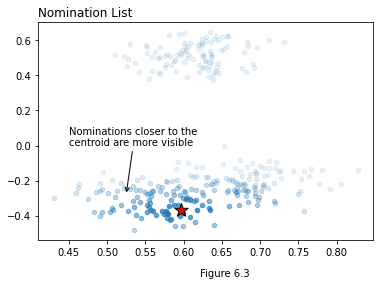 Nomination List
0.6
0.4
0.2
0.0
−0.2
−0.4
Nominations closer to the
centroid are more visible
0.45 0.50 0.55 0.60 0.65 0.70 0.75 0.80
Figure 6.3